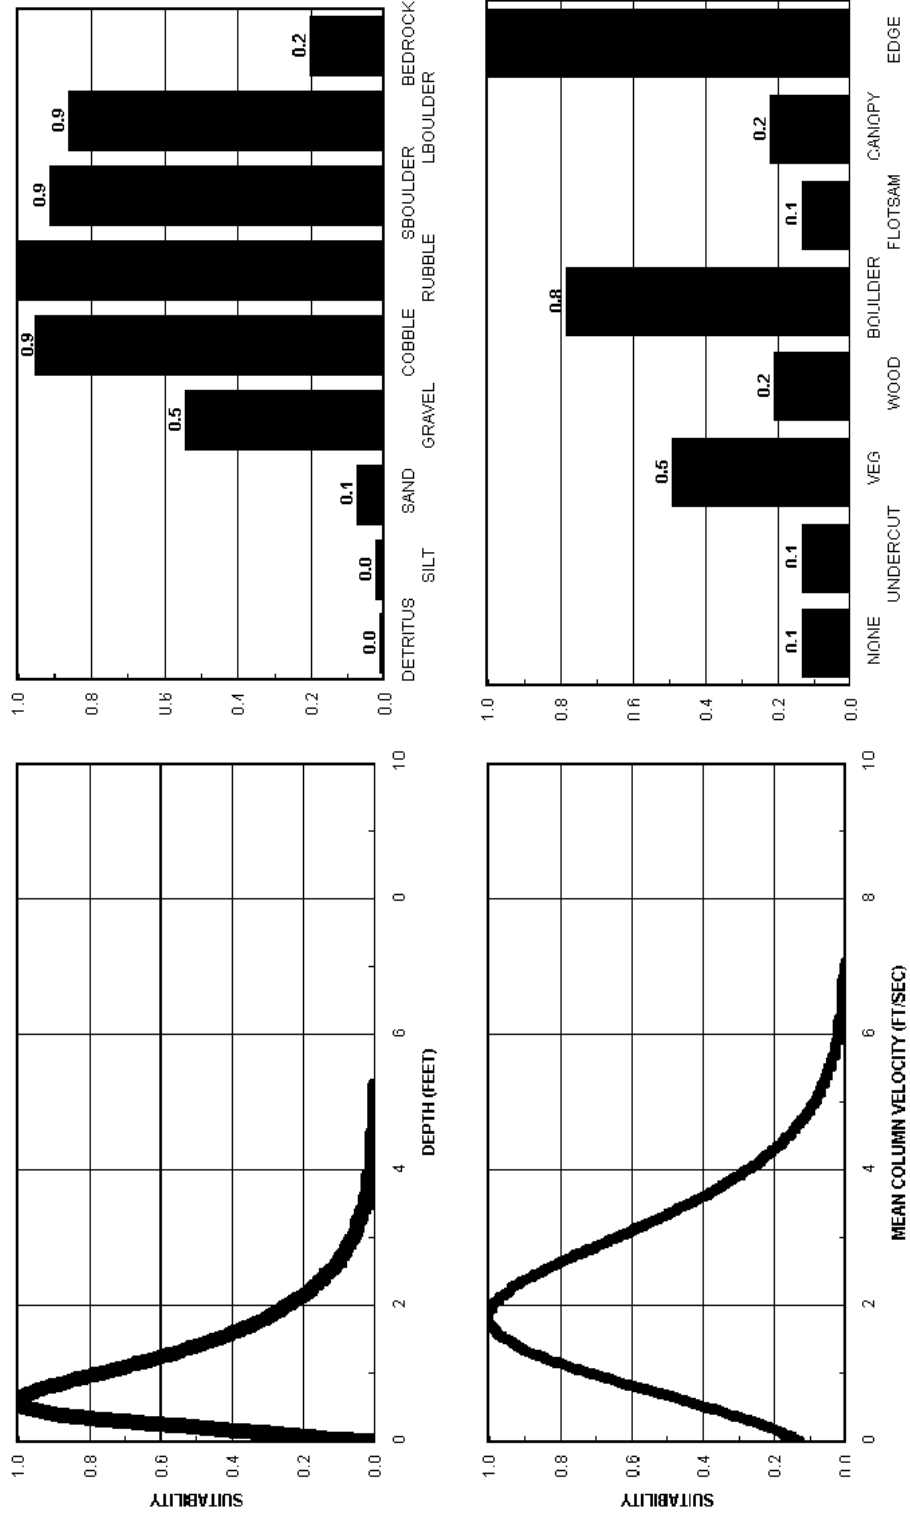 SUITABILITY
1.0
0.8
0.6
0.4
0.2
0.0
0 2 4 6 0 10
DEPTH (FEET)
1.0
0.8
0.6
0.4
0.2
0.0
0.0
0.0
0.1
0.5
0.9
0.9
0.9
0.2
DETRITUS
SILT
SAND
GRAVEL
COBBLE
RUBBLE
SBOULDER
LBOULDER
BEDROCK
SUITABILITY
1.0
0.8
0.6
0.4
0.2
0.0
0 2 4 6 8 10
MEAN COLUMN VELOCITY (FT/SEC)
1.0
0.8
0.6
0.4
0.2
0.0
0.1
0.1
0.5
0.2
0.8
0.1
0.2
NONE
UNDERCUT
VEG
WOOD
BOULDER
FLOTSAM
CANOPY
EDGE